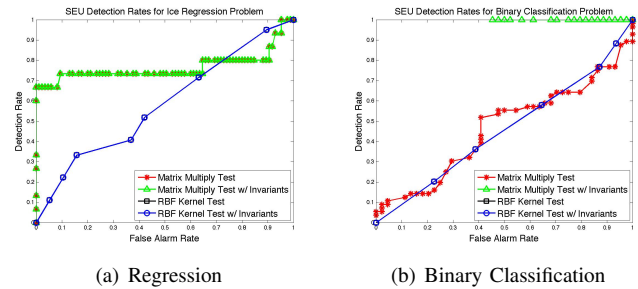 SEU Detection Rates for Ice Regression Problem
1
0.9
0.8
0.7
0.6
0.5
0.4
0.3
0.2
0.1
0
Detection Rate
Matrix Multiply Test
Matrix Multiply Test w/ Invariants
RBF Kernel Test
RBF Kernel Test w/ Invariants
0 0.1 0.2 0.3 0.4 0.5 0.6 0.7 0.8 0.9 1
False Alarm Rate
(a) Regression
SEU Detection Rates for Binary Classification Problem
1
0.9
0.8
0.7
0.6
0.5
0.4
0.3
0.2
0.1
0
Detection Rate
Matrix Multiply Test
Matrix Multiply Test w/ Invariants
RBF Kernel Test
RBF Kernel Test w/ Invariants
0 0.1 0.2 0.3 0.4 0.5 0.6 0.7 0.8 0.9 1
False Alarm Rate
(b) Binary Classification